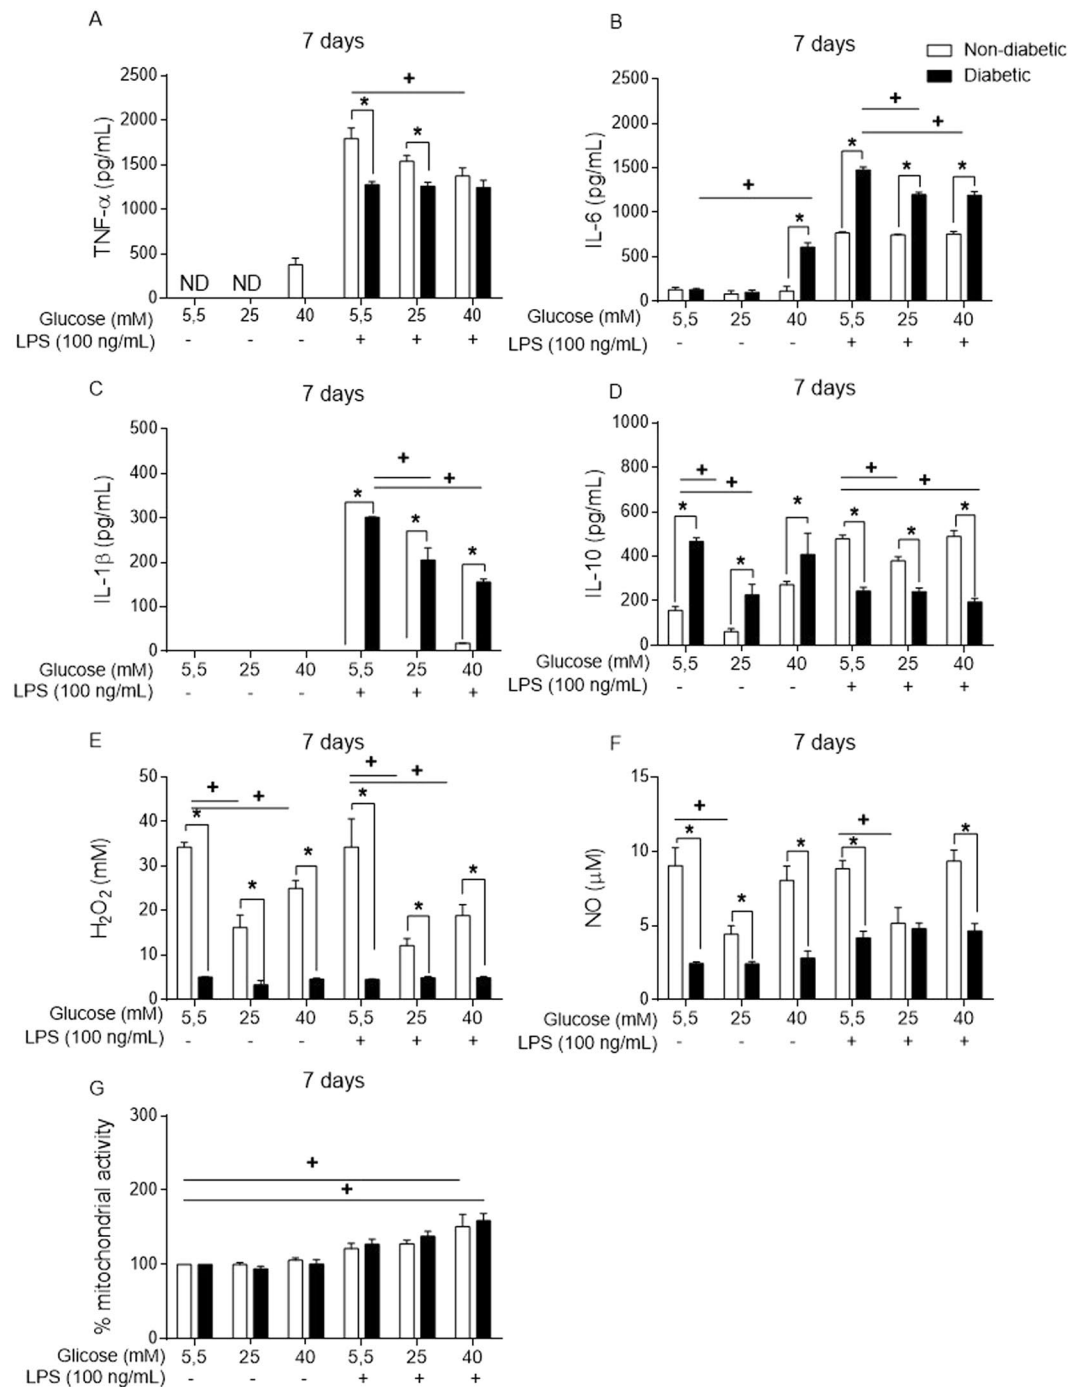 A
7 days
TNF-α (pg/mL)
2500
2000
1500
1000
500
0
+
*
*
ND ND
Glucose (mM) 5,5 25 40 5,5 25 40
LPS (100 ng/mL) - - - + + +
B
7 days
Non-diabetic
Diabetic
IL-6 (pg/mL)
2500
2000
1500
1000
500
0
+
+
+
*
*
*
*
Glucose (mM) 5,5 25 40 5,5 25 40
LPS (100 ng/mL) - - - + + +
C
7 days
IL-1β (pg/mL)
500
400
300
200
100
0
+
+
*
*
*
Glucose (mM) 5,5 25 40 5,5 25 40
LPS (100 ng/mL) - - - + + +
D
7 days
IL-10 (pg/mL)
1000
800
600
400
200
0
+
+
+
+
*
*
*
*
*
*
Glucose (mM) 5,5 25 40 5,5 25 40
LPS (100 ng/mL) - - - + + +
E
7 days
H₂O₂ (mM)
50
40
30
20
10
0
+
+
+
+
*
*
*
*
*
*
Glucose (mM) 5,5 25 40 5,5 25 40
LPS (100 ng/mL) - - - + + +
F
7 days
NO (μM)
15
10
5
0
+
+
*
*
*
*
*
Glucose (mM) 5,5 25 40 5,5 25 40
LPS (100 ng/mL) - - - + + +
G
7 days
% mitochondrial activity
300
200
100
0
+
+
Glicose (mM) 5,5 25 40 5,5 25 40
LPS (100 ng/mL) - - - + + +